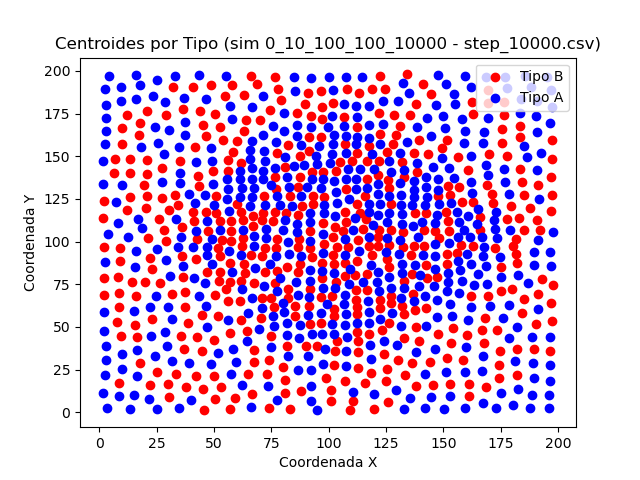 Centroides por Tipo (sim 0_10_100_100_10000 - step_10000.csv)
Tipo B
Tipo A
Coordenada Y
200
175
150
125
100
75
50
25
0
0 25 50 75 100 125 150 175 200
Coordenada X